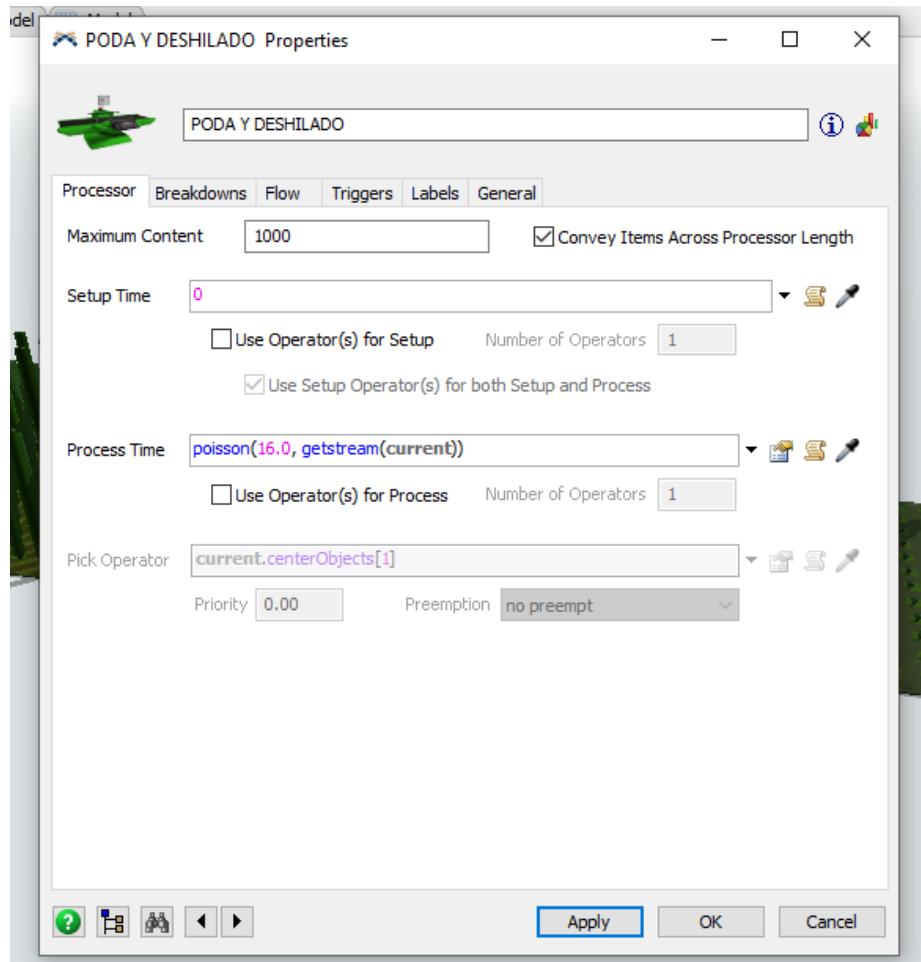 del Model
PODA Y DESHILADO Properties
PODA Y DESHILADO
Processor Breakdowns Flow Triggers Labels General
Maximum Content 1000 Convey Items Across Processor Length
Setup Time 0
Use Operator(s) for Setup Number of Operators 1
Use Setup Operator(s) for both Setup and Process
Process Time poisson(16.0, getstream(current))
Use Operator(s) for Process Number of Operators 1
Pick Operator current.centerObjects[1]
Priority 0.00 Preemption no preempt
Apply OK Cancel